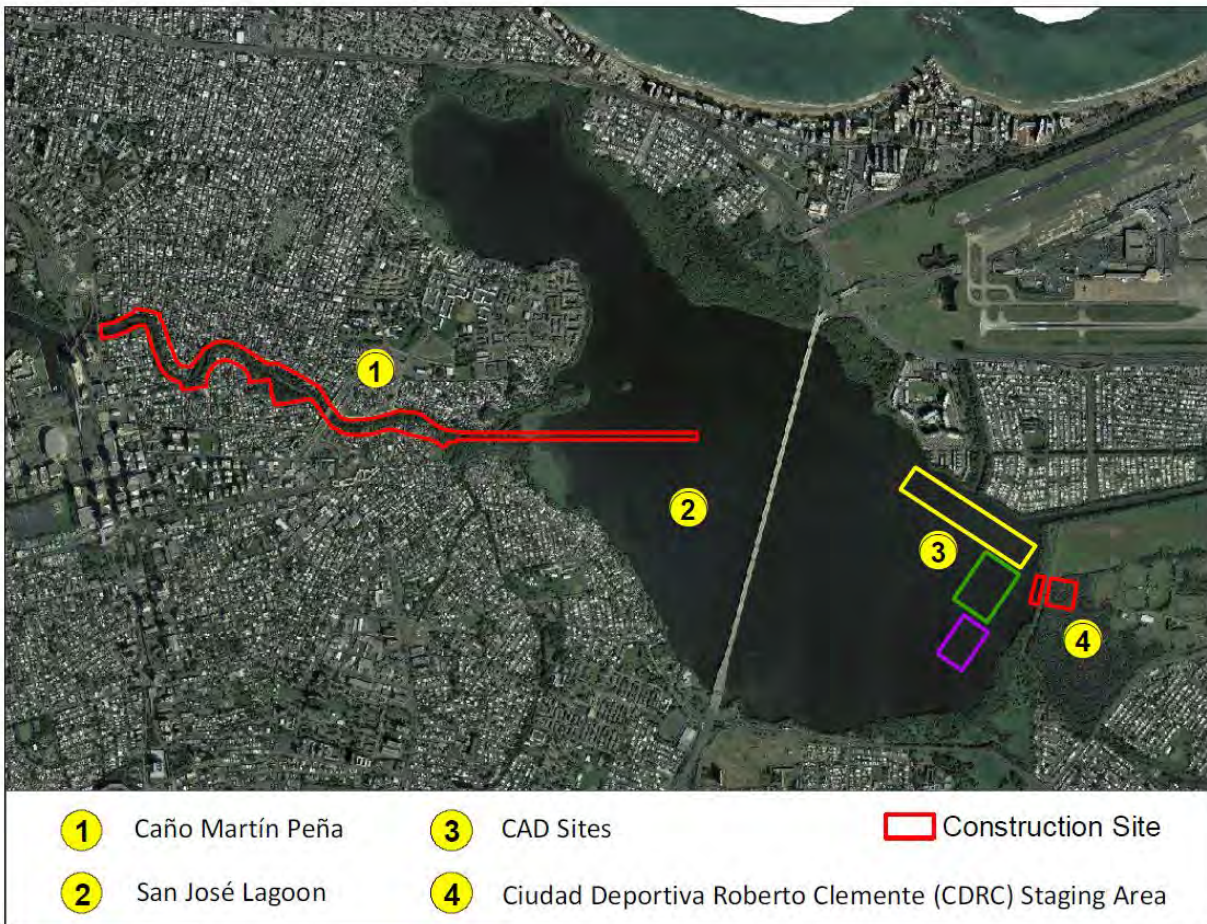 1
2
3
4
1 Caño Martín Peña
3 CAD Sites
Construction Site
2 San José Lagoon
4 Ciudad Deportiva Roberto Clemente (CDRC) Staging Area